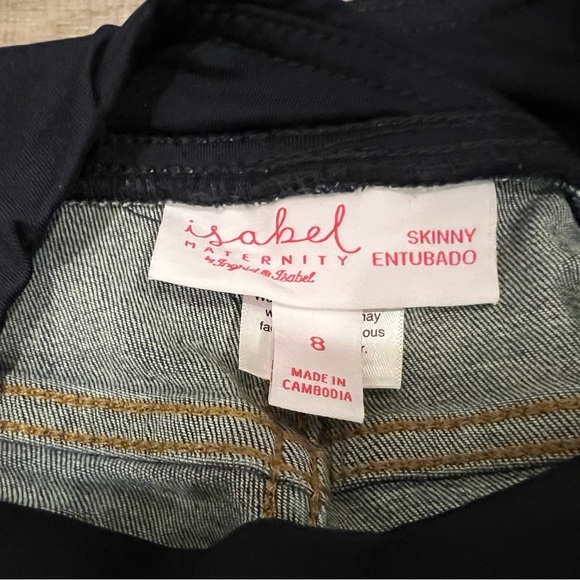 isabel
MATERNITY
by Ingrid & Isabel
SKINNY
ENTUBADO
8
MADE IN
CAMBODIA